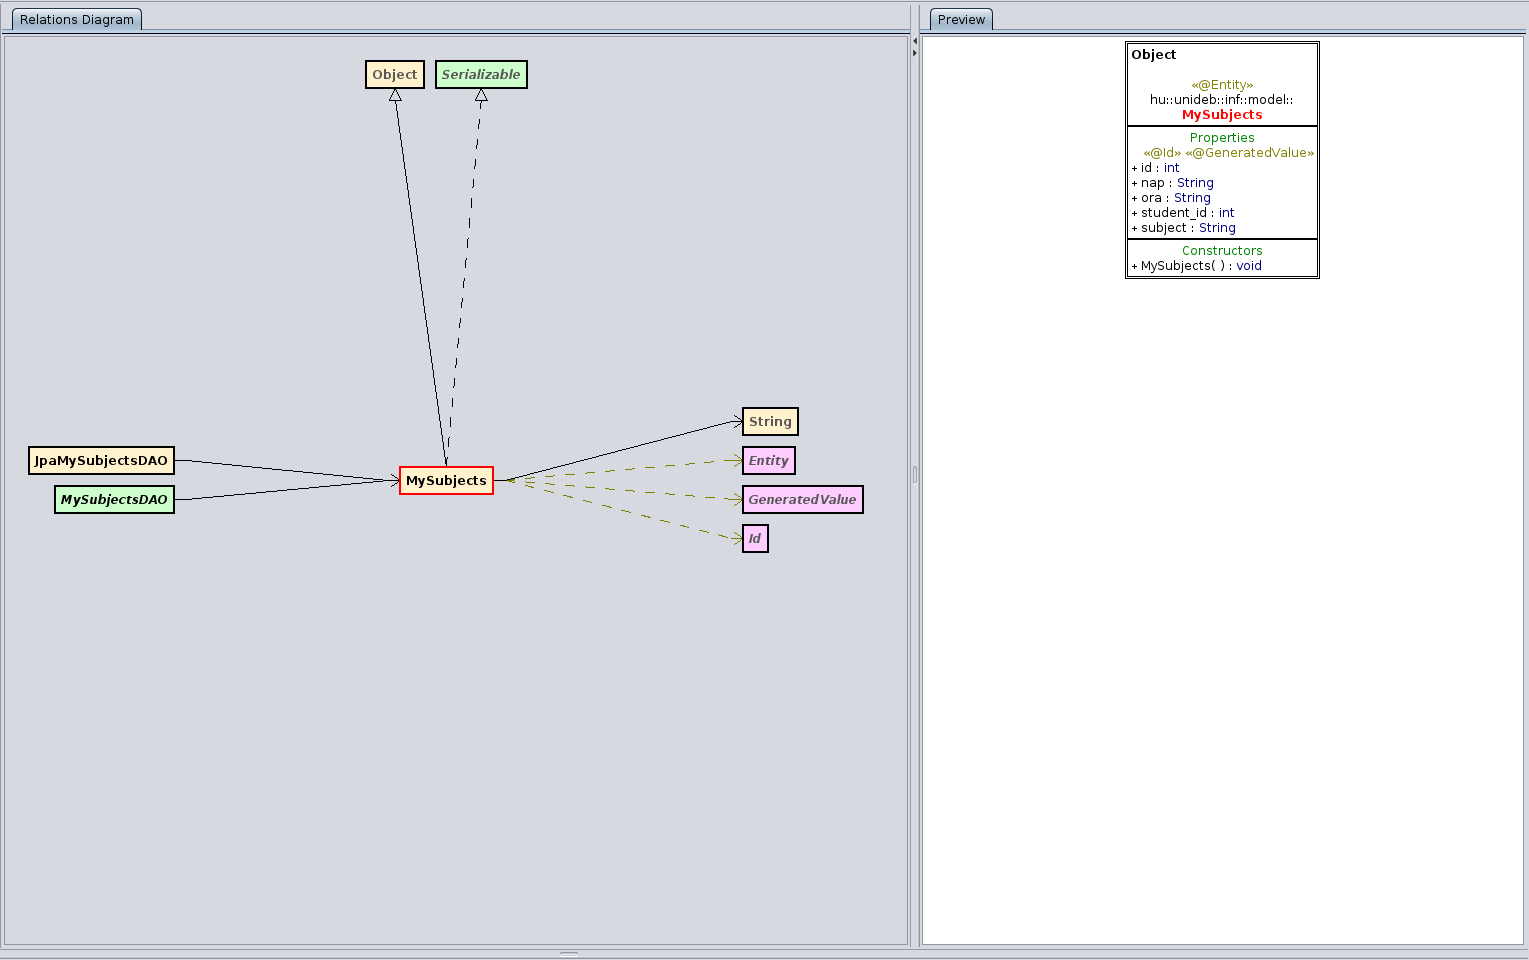 Relations Diagram
Object
Serializable
JpaMySubjectsDAO
MySubjectsDAO
MySubjects
String
Entity
GeneratedValue
Id
Preview
Object
«@Entity»
hu::unideb::inf::model::
MySubjects
Properties
«@Id» «@GeneratedValue»
+ id : int
+ nap : String
+ ora : String
+ student_id : int
+ subject : String
Constructors
+ MySubjects( ) : void